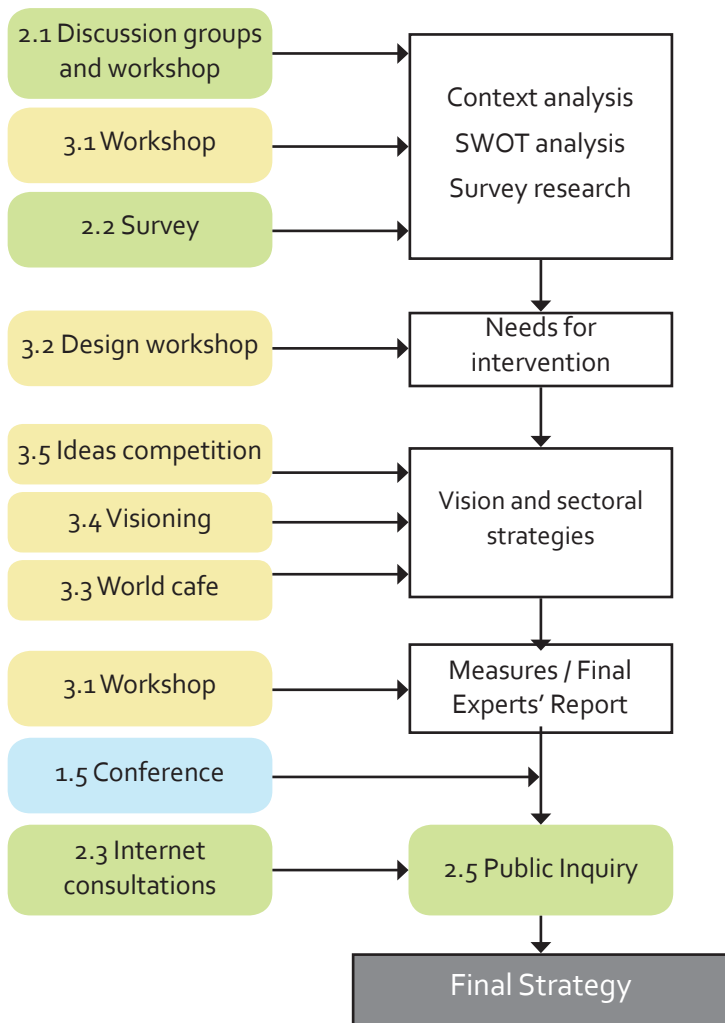 2.1 Discussion groups
and workshop
3.1 Workshop
2.2 Survey
Context analysis
SWOT analysis
Survey research
3.2 Design workshop
Needs for
intervention
3.5 Ideas competition
3.4 Visioning
3.3 World cafe
Vision and sectoral
strategies
3.1 Workshop
Measures / Final
Experts’ Report
1.5 Conference
2.3 Internet
consultations
2.5 Public Inquiry
Final Strategy